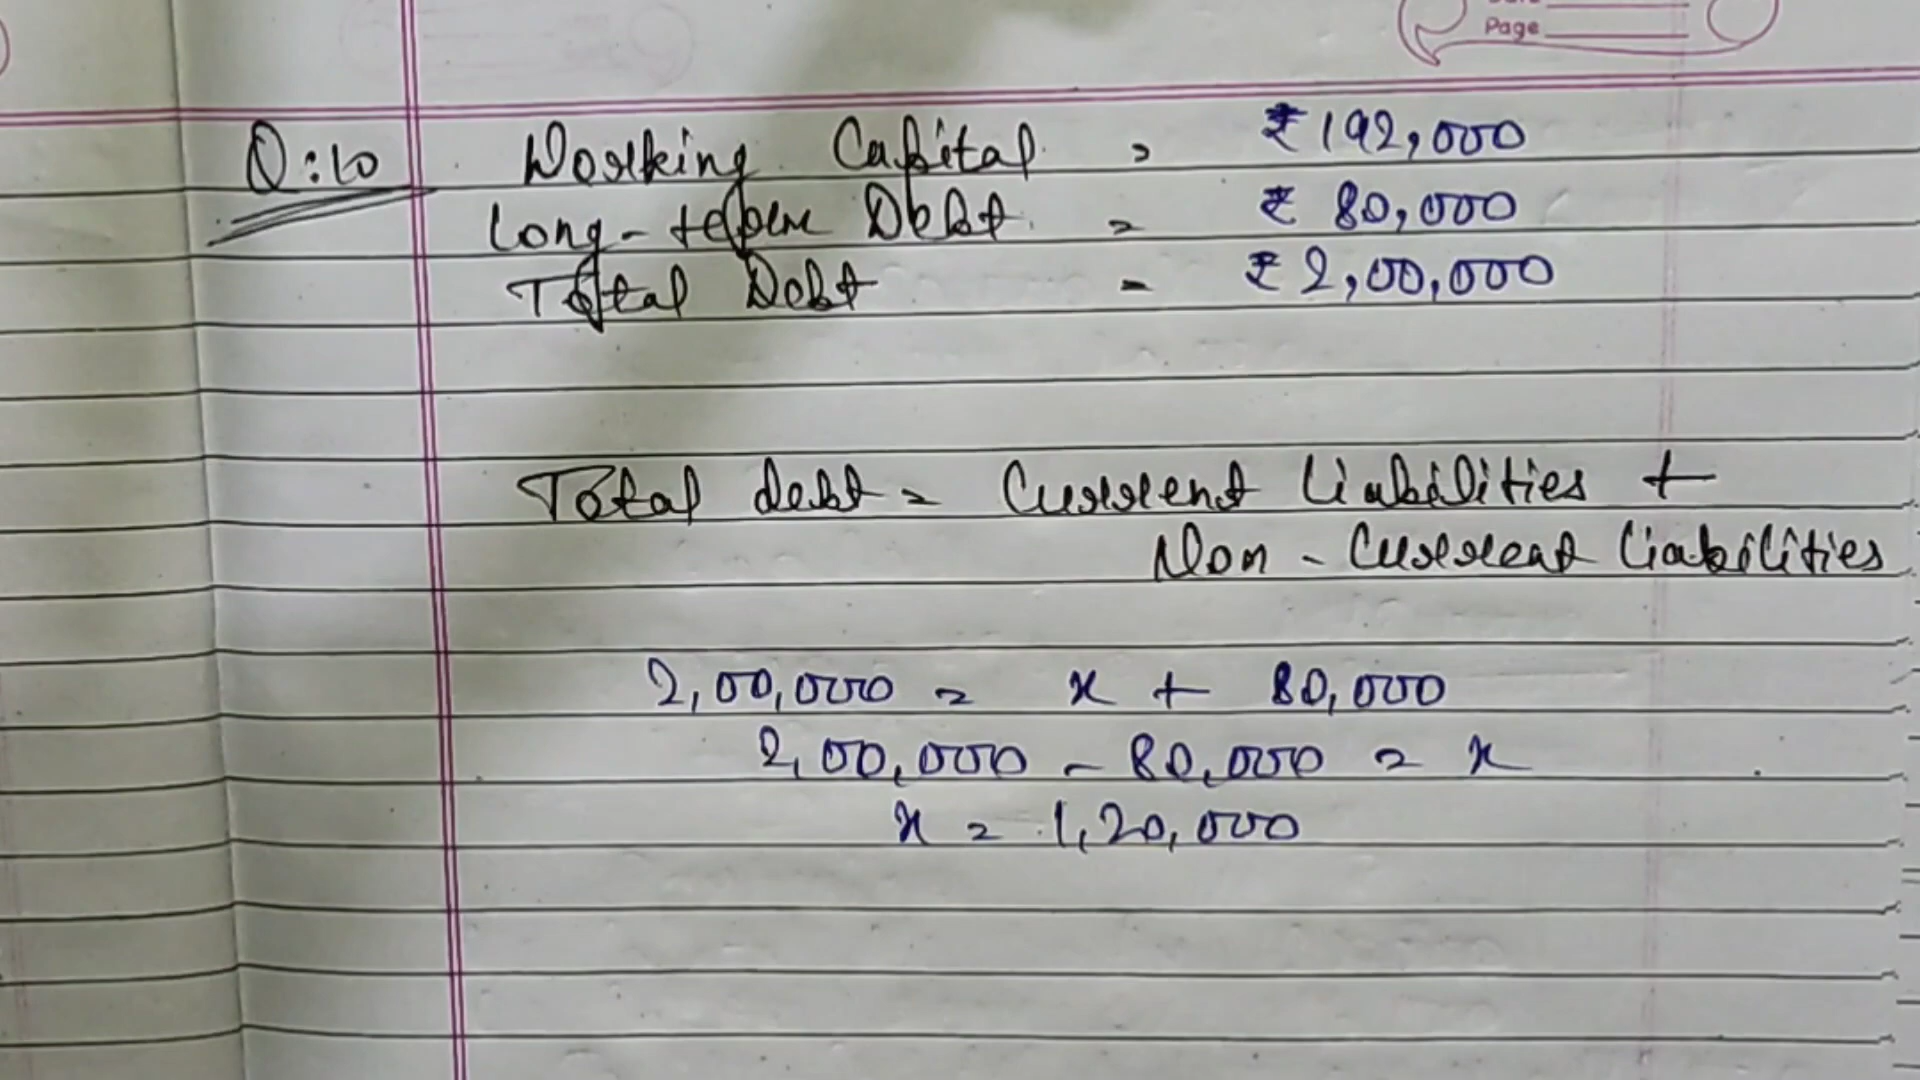 Page
Q:10 Working Capital = ₹ 192,000
Long-term Debt = ₹ 80,000
Total Debt = ₹ 2,00,000
Total debt = Current Liabilities +
Non-Current Liabilities
2,00,000 = x + 80,000
2,00,000 - 80,000 = x
x = 1,20,000